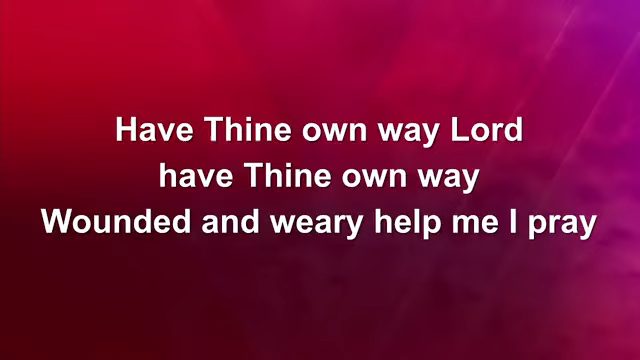 Have Thine own way Lord
have Thine own way
Wounded and weary help me I pray